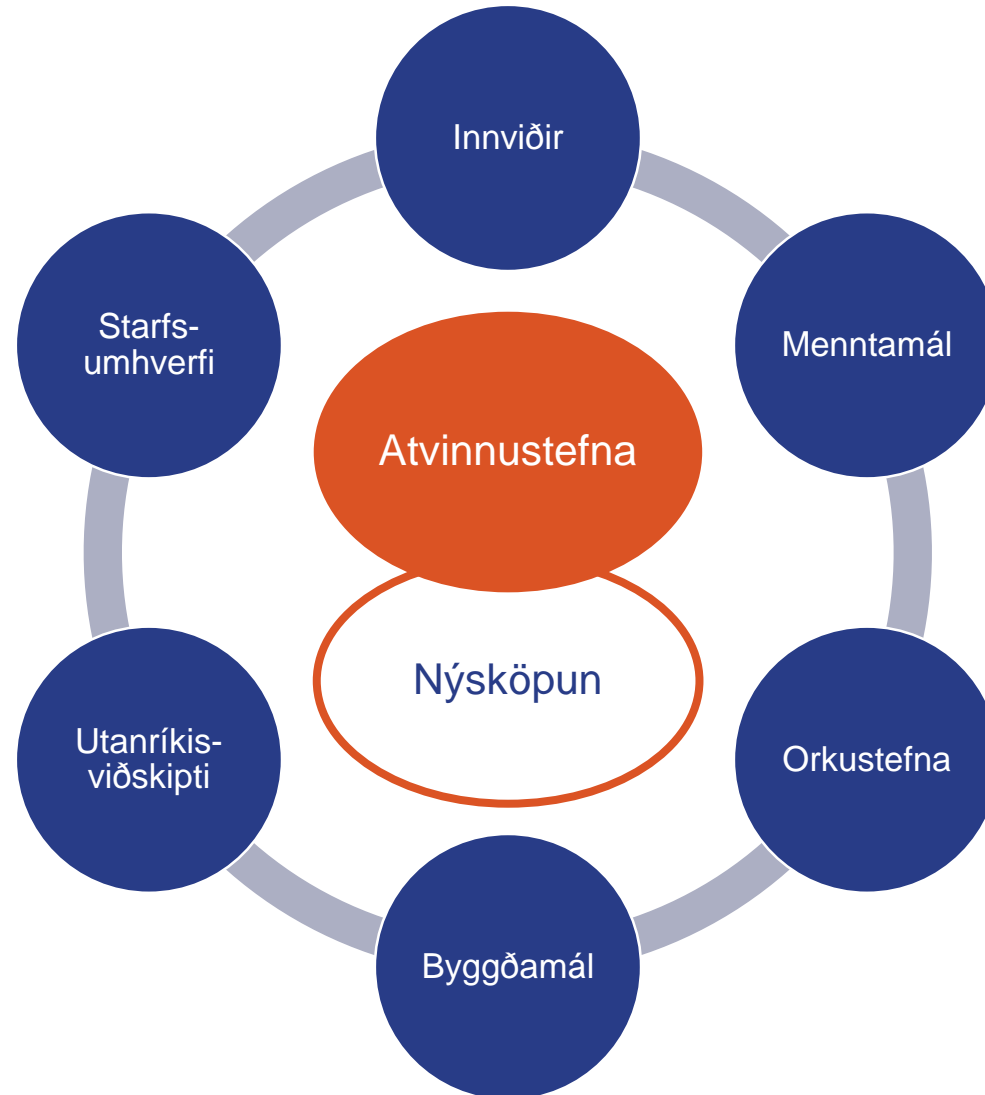 Innviðir
Menntamál
Orkustefna
Byggðamál
Utanríkis-
viðskipti
Starfs-
umhverfi
Atvinnustefna
Nýsköpun